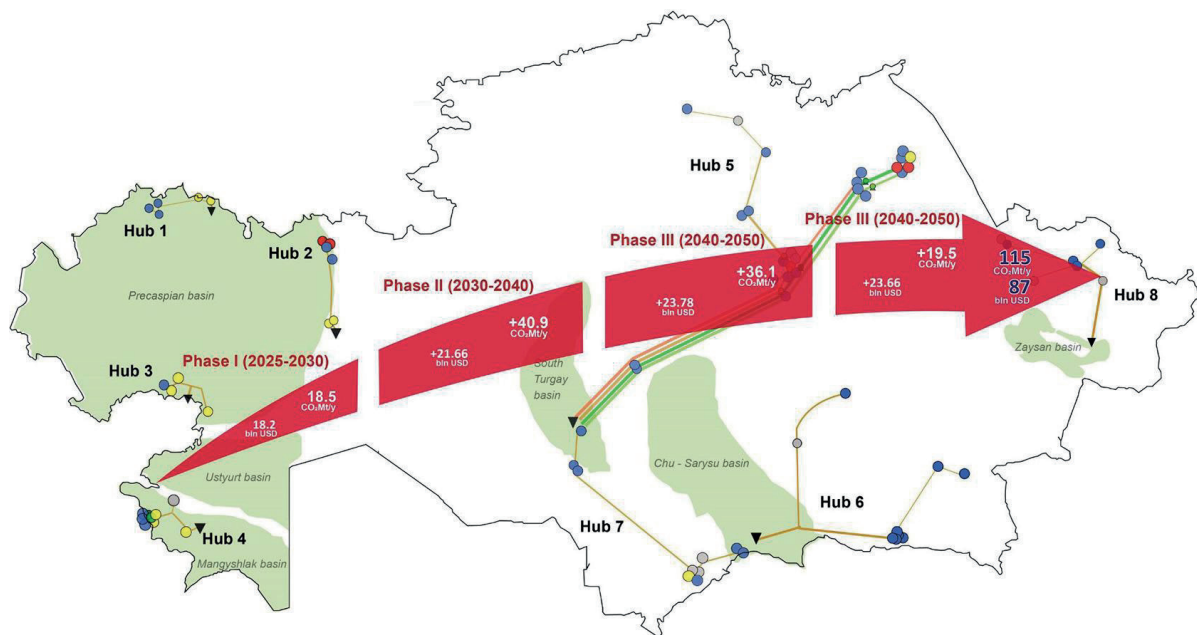 Hub 5
Phase III (2040-2050)
Hub 1
Hub 2
Phase III (2040-2050)
+19.5
CO₂Mt/y
115
CO₂Mt/y
Hub 8
Phase II (2030-2040)
+36.1
CO₂Mt/y
+23.66
bln USD
87
bln USD
Precaspian basin
+40.9
CO₂Mt/y
+23.78
bln USD
Zaysan basin
Hub 3
Phase I (2025-2030)
+21.66
bln USD
South
Turgay
basin
18.5
CO₂Mt/y
18.2
bln USD
Ustyurt basin
Chu - Sarysu basin
Hub 6
Hub 7
Hub 4
Mangyshlak basin